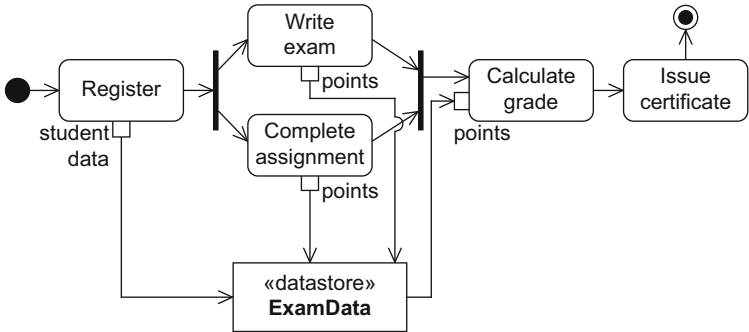 Register
student
data
Write
exam
points
Complete
assignment
points
«datastore»
ExamData
Calculate
grade
points
Issue
certificate